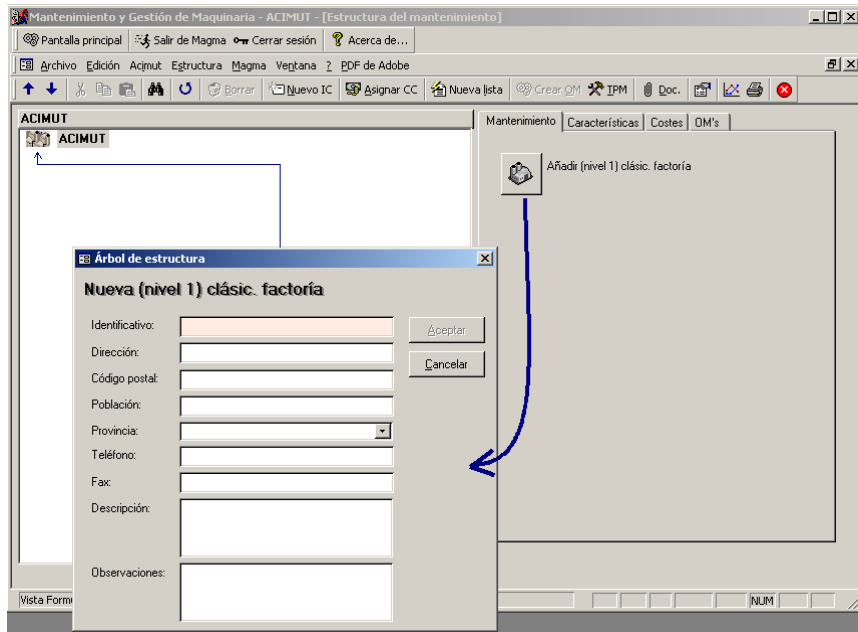 Mantenimiento y Gestión de Maquinaria - ACIMUT - [Estructura del mantenimiento]
Pantalla principal Salir de Magma Cerrar sesión Acerca de...
Archivo Edición Acimut Estructura Magma Ventana ? PDF de Adobe
Borrar Nuevo IC Asignar CC Nueva lista Crear OM TPM Doc.
ACIMUT
ACIMUT
Mantenimiento Características Costes OM's
Añadir (nivel 1) clásic. factoría
Árbol de estructura
Nueva (nivel 1) clásic. factoría
Identificativo:
Aceptar
Dirección:
Cancelar
Código postal:
Población:
Provincia:
Teléfono:
Fax:
Descripción:
Observaciones:
Vista Formu
NUM